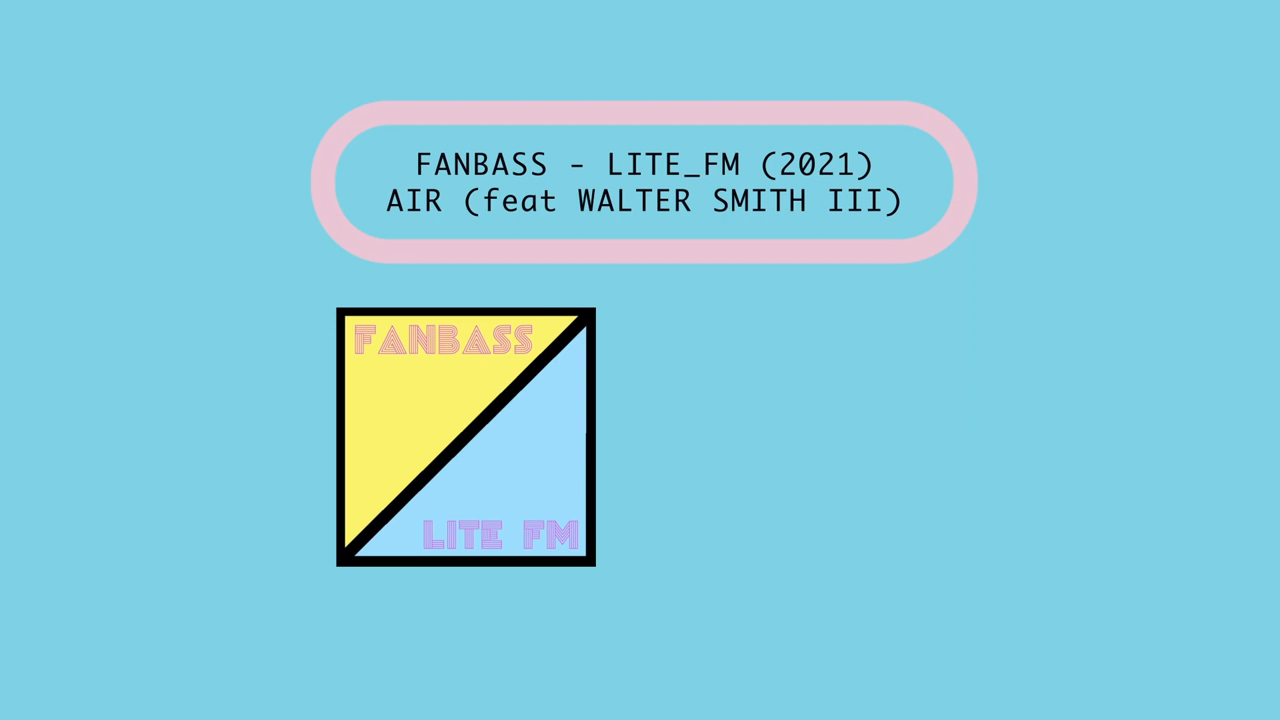 FANBASS - LITE_FM (2021)
AIR (feat WALTER SMITH III)
FANBASS
LITE FM